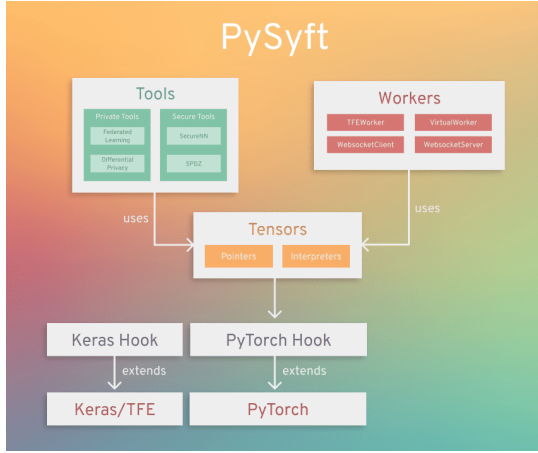 PySyft
Tools
Private Tools
Federated
Learning
Differential
Privacy
Secure Tools
SecureNN
SPDZ
Workers
TFEWorker
VirtualWorker
WebsocketClient
WebsocketServer
uses
uses
Tensors
Pointers
Interpreters
Keras Hook
PyTorch Hook
extends
extends
Keras/TFE
PyTorch